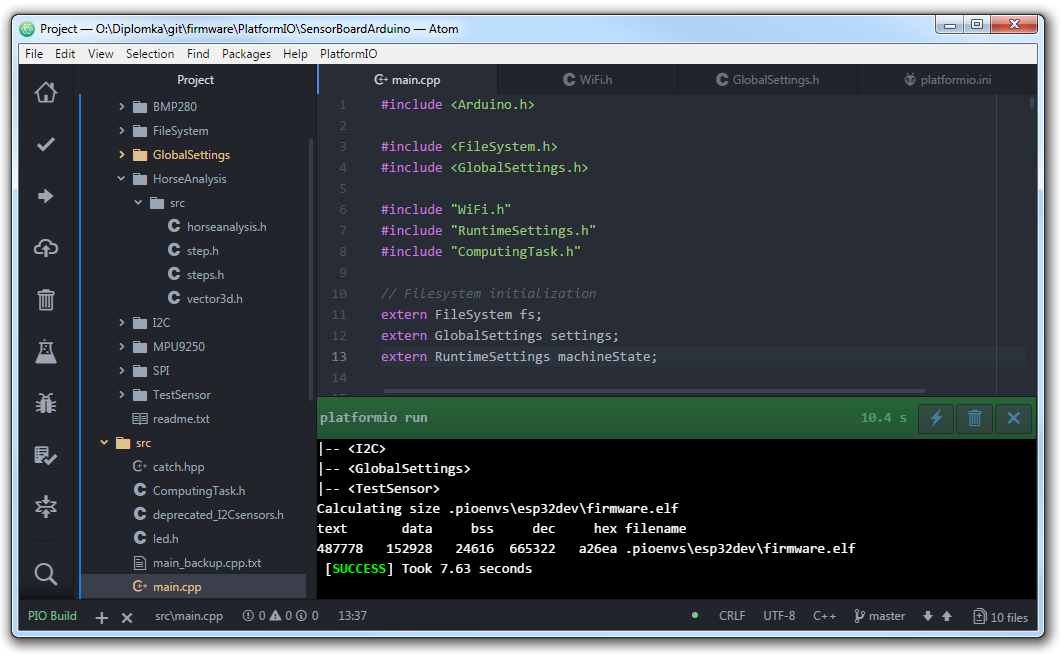 Project — O:\Diplomka\git\firmware\PlatformIO\SensorBoardArduino — Atom
File Edit View Selection Find Packages Help PlatformIO
Project
BMP280
FileSystem
GlobalSettings
HorseAnalysis
src
horseanalysis.h
step.h
steps.h
vector3d.h
I2C
MPU9250
SPI
TestSensor
readme.txt
src
catch.hpp
ComputingTask.h
deprecated_I2Csensors.h
led.h
main_backup.cpp.txt
main.cpp
main.cpp WiFi.h GlobalSettings.h platformio.ini
1 #include <Arduino.h>
2
3 #include <FileSystem.h>
4 #include <GlobalSettings.h>
5
6 #include "WiFi.h"
7 #include "RuntimeSettings.h"
8 #include "ComputingTask.h"
9
10 // Filesystem initialization
11 extern FileSystem fs;
12 extern GlobalSettings settings;
13 extern RuntimeSettings machineState;
14
platformio run 10.4 s
|-- <I2C>
|-- <GlobalSettings>
|-- <TestSensor>
Calculating size .pioenvs\esp32dev\firmware.elf
text data bss dec hex filename
487778 152928 24616 665322 a26ea .pioenvs\esp32dev\firmware.elf
[SUCCESS] Took 7.63 seconds
PIO Build src\main.cpp 0 0 0 13:37 CRLF UTF-8 C++ master 10 files